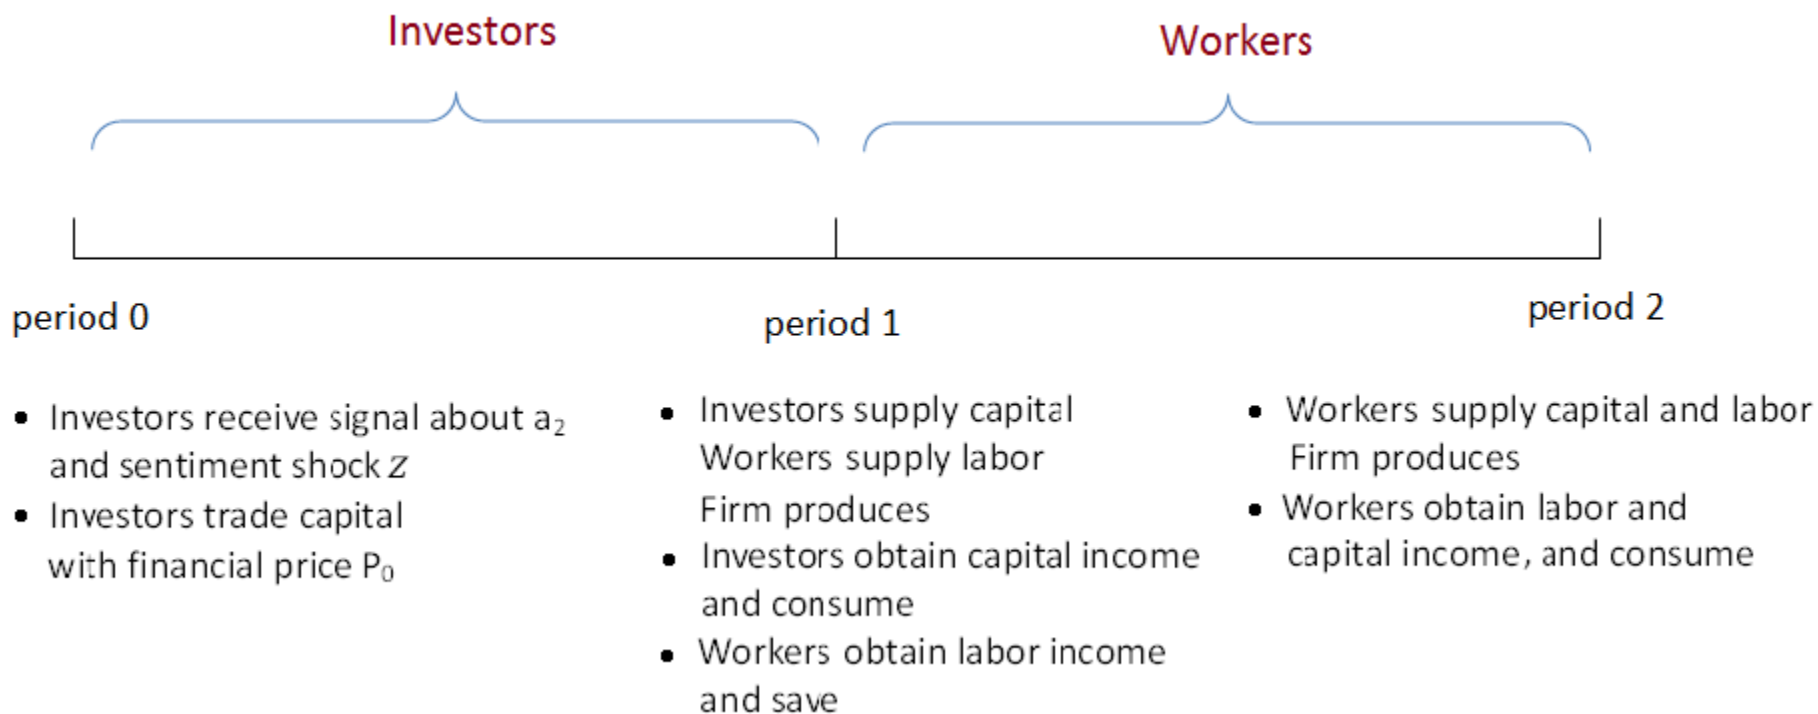 Investors
Workers
period 0
period 1
period 2
• Investors receive signal about a₂
and sentiment shock Z
• Investors trade capital
with financial price P₀
• Investors supply capital
Workers supply labor
Firm produces
• Investors obtain capital income
and consume
• Workers obtain labor income
and save
• Workers supply capital and labor
Firm produces
• Workers obtain labor and
capital income, and consume